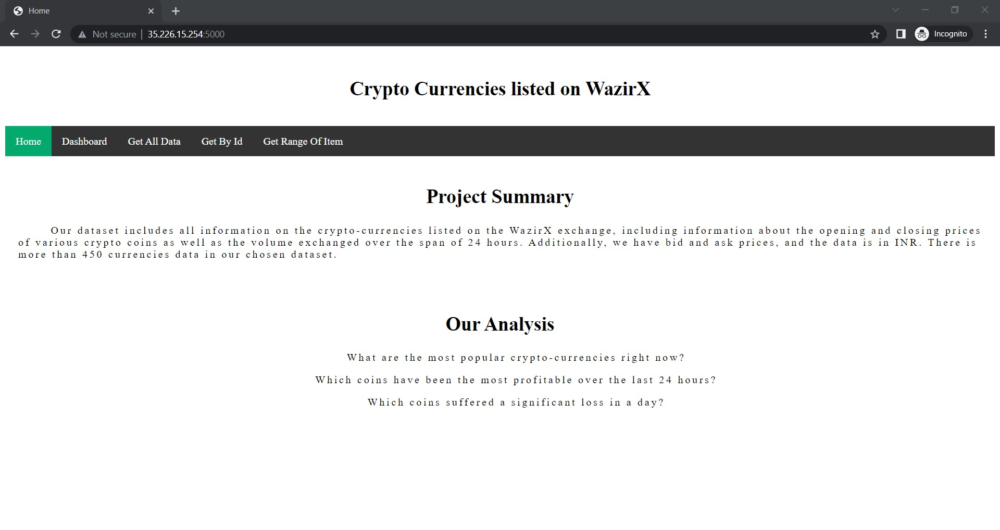 Home
Not secure
35.226.15.254:5000
Incognito
Crypto Currencies listed on WazirX
Home Dashboard Get All Data Get By Id Get Range Of Item
Project Summary
Our dataset includes all information on the crypto-currencies listed on the WazirX exchange, including information about the opening and closing prices
of various crypto coins as well as the volume exchanged over the span of 24 hours. Additionally, we have bid and ask prices, and the data is in INR. There is
more than 450 currencies data in our chosen dataset.
Our Analysis
What are the most popular crypto-currencies right now?
Which coins have been the most profitable over the last 24 hours?
Which coins suffered a significant loss in a day?